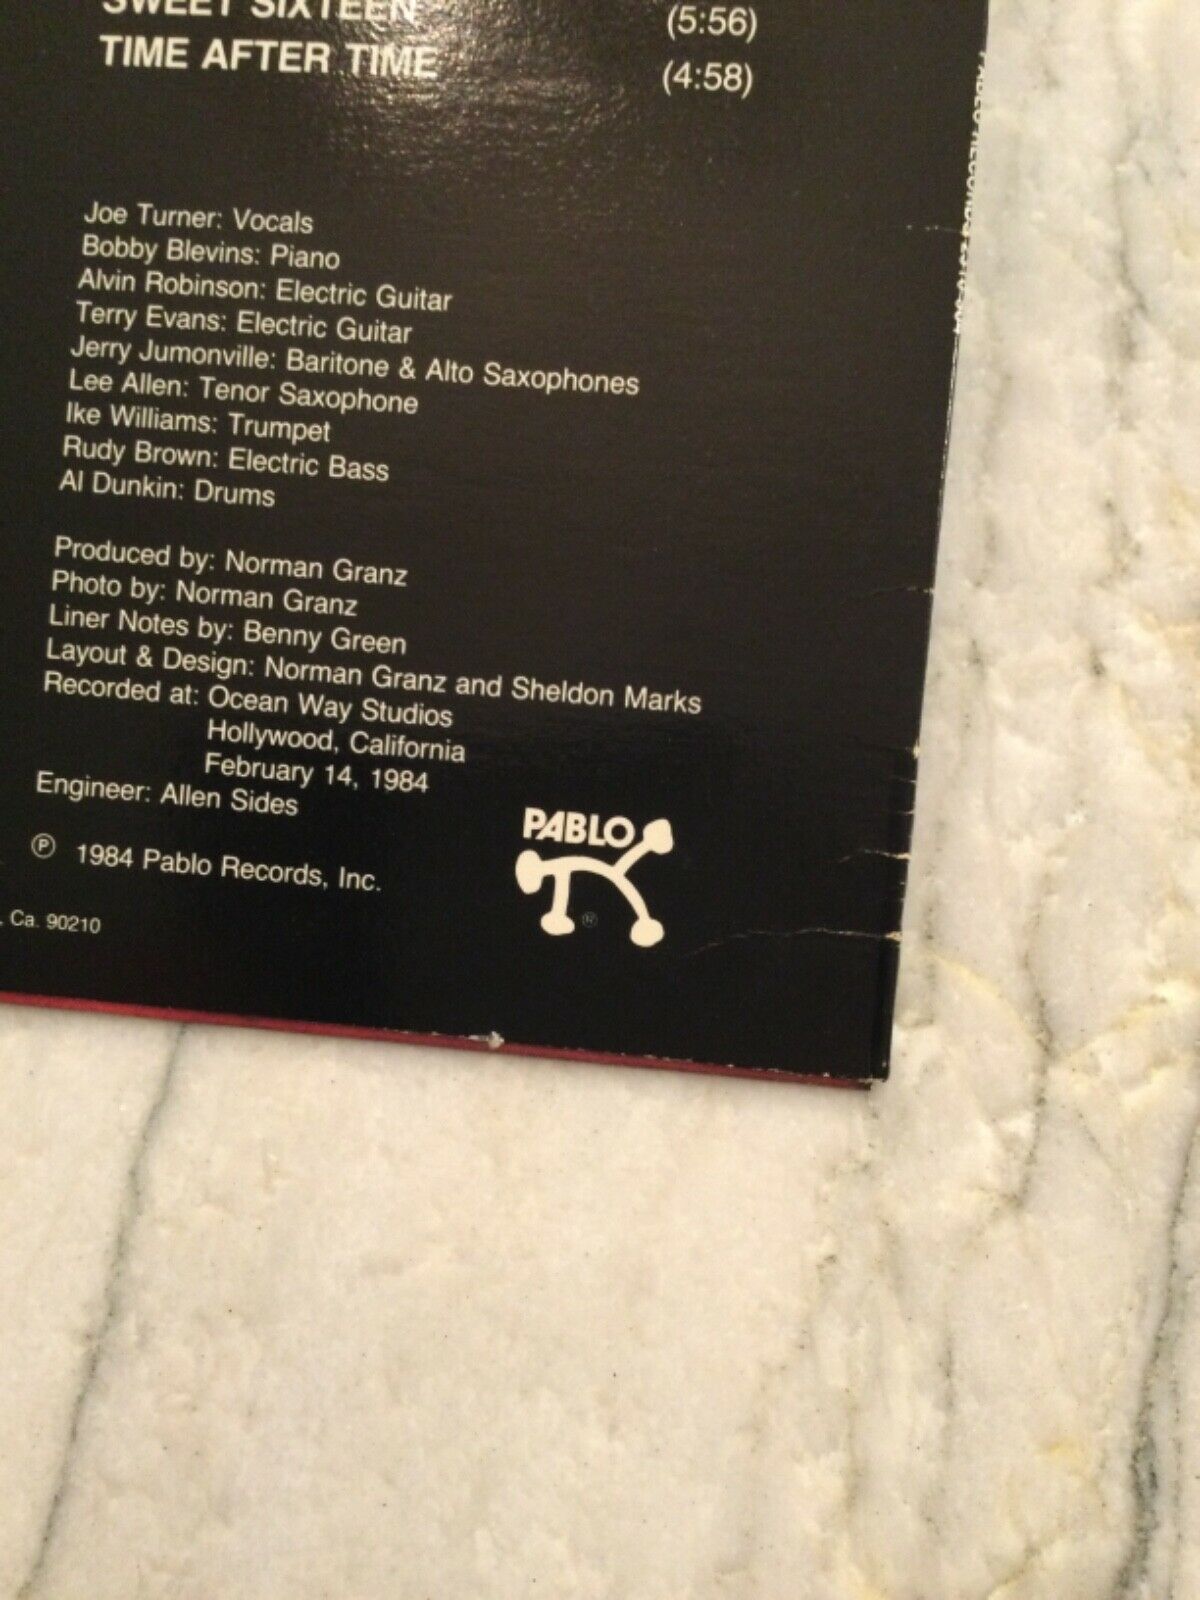 SWEET SIXTEEN (5:56)
TIME AFTER TIME (4:58)
Joe Turner: Vocals
Bobby Blevins: Piano
Alvin Robinson: Electric Guitar
Terry Evans: Electric Guitar
Jerry Jumonville: Baritone & Alto Saxophones
Lee Allen: Tenor Saxophone
Ike Williams: Trumpet
Rudy Brown: Electric Bass
Al Dunkin: Drums
Produced by: Norman Granz
Photo by: Norman Granz
Liner Notes by: Benny Green
Layout & Design: Norman Granz and Sheldon Marks
Recorded at: Ocean Way Studios
Hollywood, California
February 14, 1984
Engineer: Allen Sides
℗ 1984 Pablo Records, Inc.
. Ca. 90210
PABLO
®